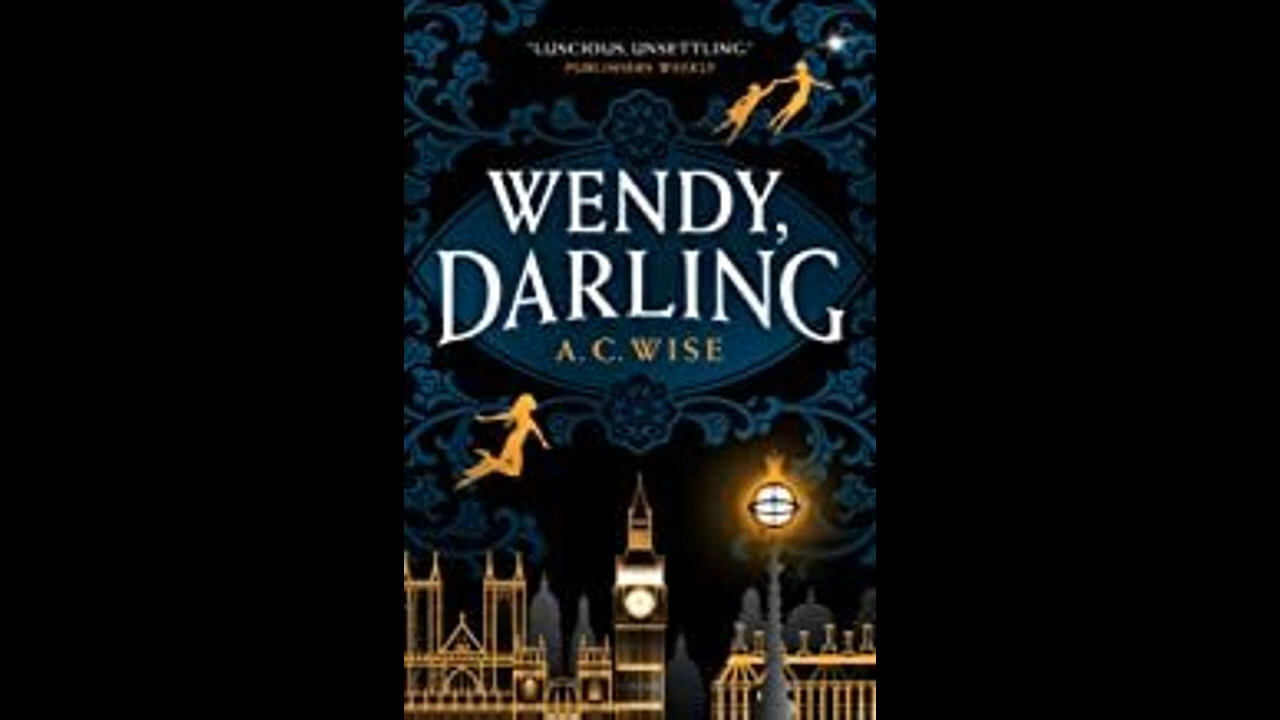 "LUSCIOUS, UNSETTLING."
PUBLISHERS WEEKLY
WENDY,
DARLING
A. C. WISE